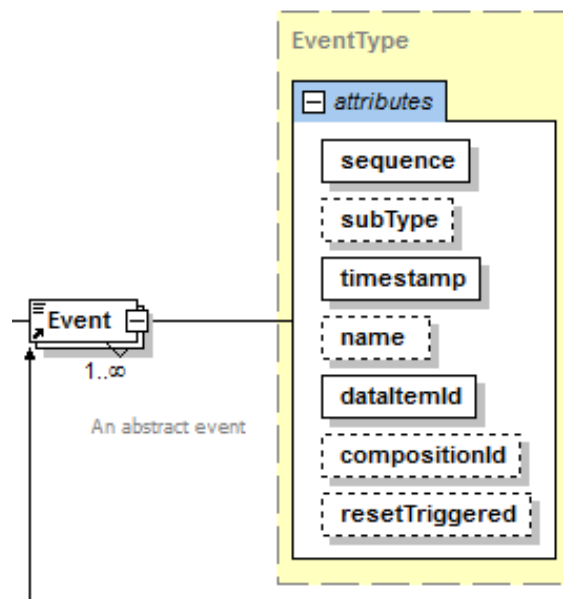 EventType
attributes
sequence
subType
timestamp
Event
name
1..∞
dataItemId
An abstract event
compositionId
resetTriggered